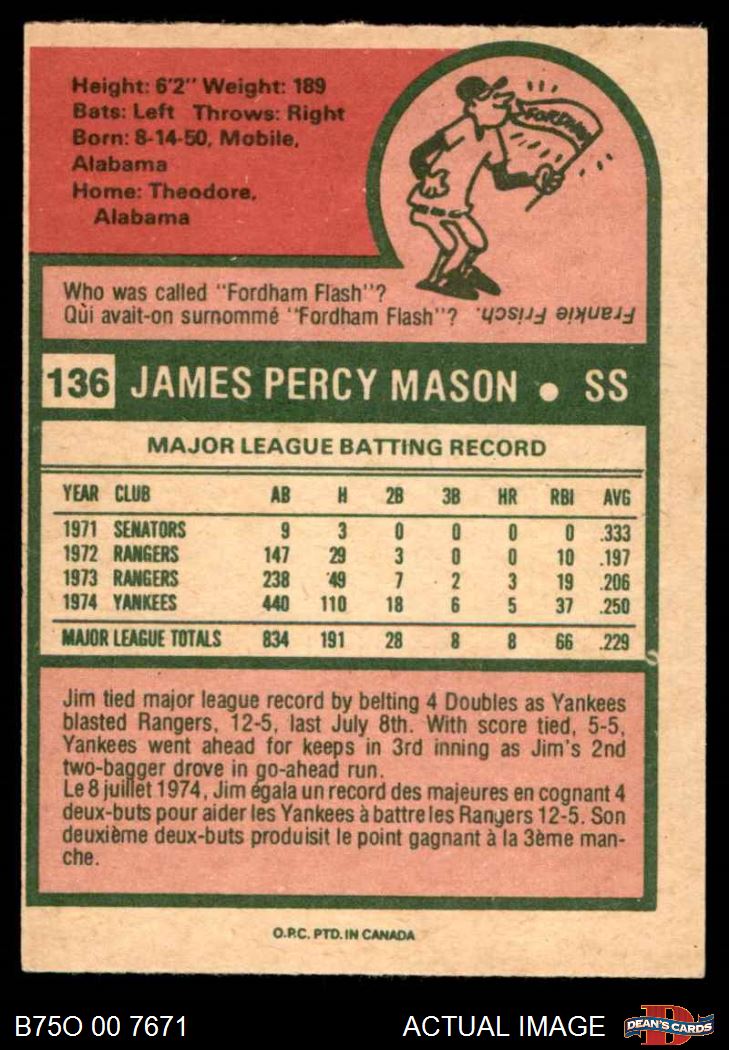 Height: 6'2" Weight: 189
Bats: Left Throws: Right
Born: 8-14-50, Mobile,
Alabama
Home: Theodore,
Alabama
FORDHAM
Who was called "Fordham Flash"?
Qùi avait-on surnommé "Fordham Flash"?
Frankie Frisch.
136 JAMES PERCY MASON • SS
MAJOR LEAGUE BATTING RECORD
YEAR CLUB AB H 2B 3B HR RBI AVG
1971 SENATORS 9 3 0 0 0 0 .333
1972 RANGERS 147 29 3 0 0 10 .197
1973 RANGERS 238 49 7 2 3 19 .206
1974 YANKEES 440 110 18 6 5 37 .250
MAJOR LEAGUE TOTALS 834 191 28 8 8 66 .229
Jim tied major league record by belting 4 Doubles as Yankees
blasted Rangers, 12-5, last July 8th. With score tied, 5-5,
Yankees went ahead for keeps in 3rd inning as Jim's 2nd
two-bagger drove in go-ahead run.
Le 8 juillet 1974, Jim égala un record des majeures en cognant 4
deux-buts pour aider les Yankees à battre les Rangers 12-5. Son
deuxième deux-buts produisit le point gagnant à la 3ème man-
che.
O.P.C. PTD. IN CANADA
B75O 00 7671
ACTUAL IMAGE
D
DEAN'S CARDS